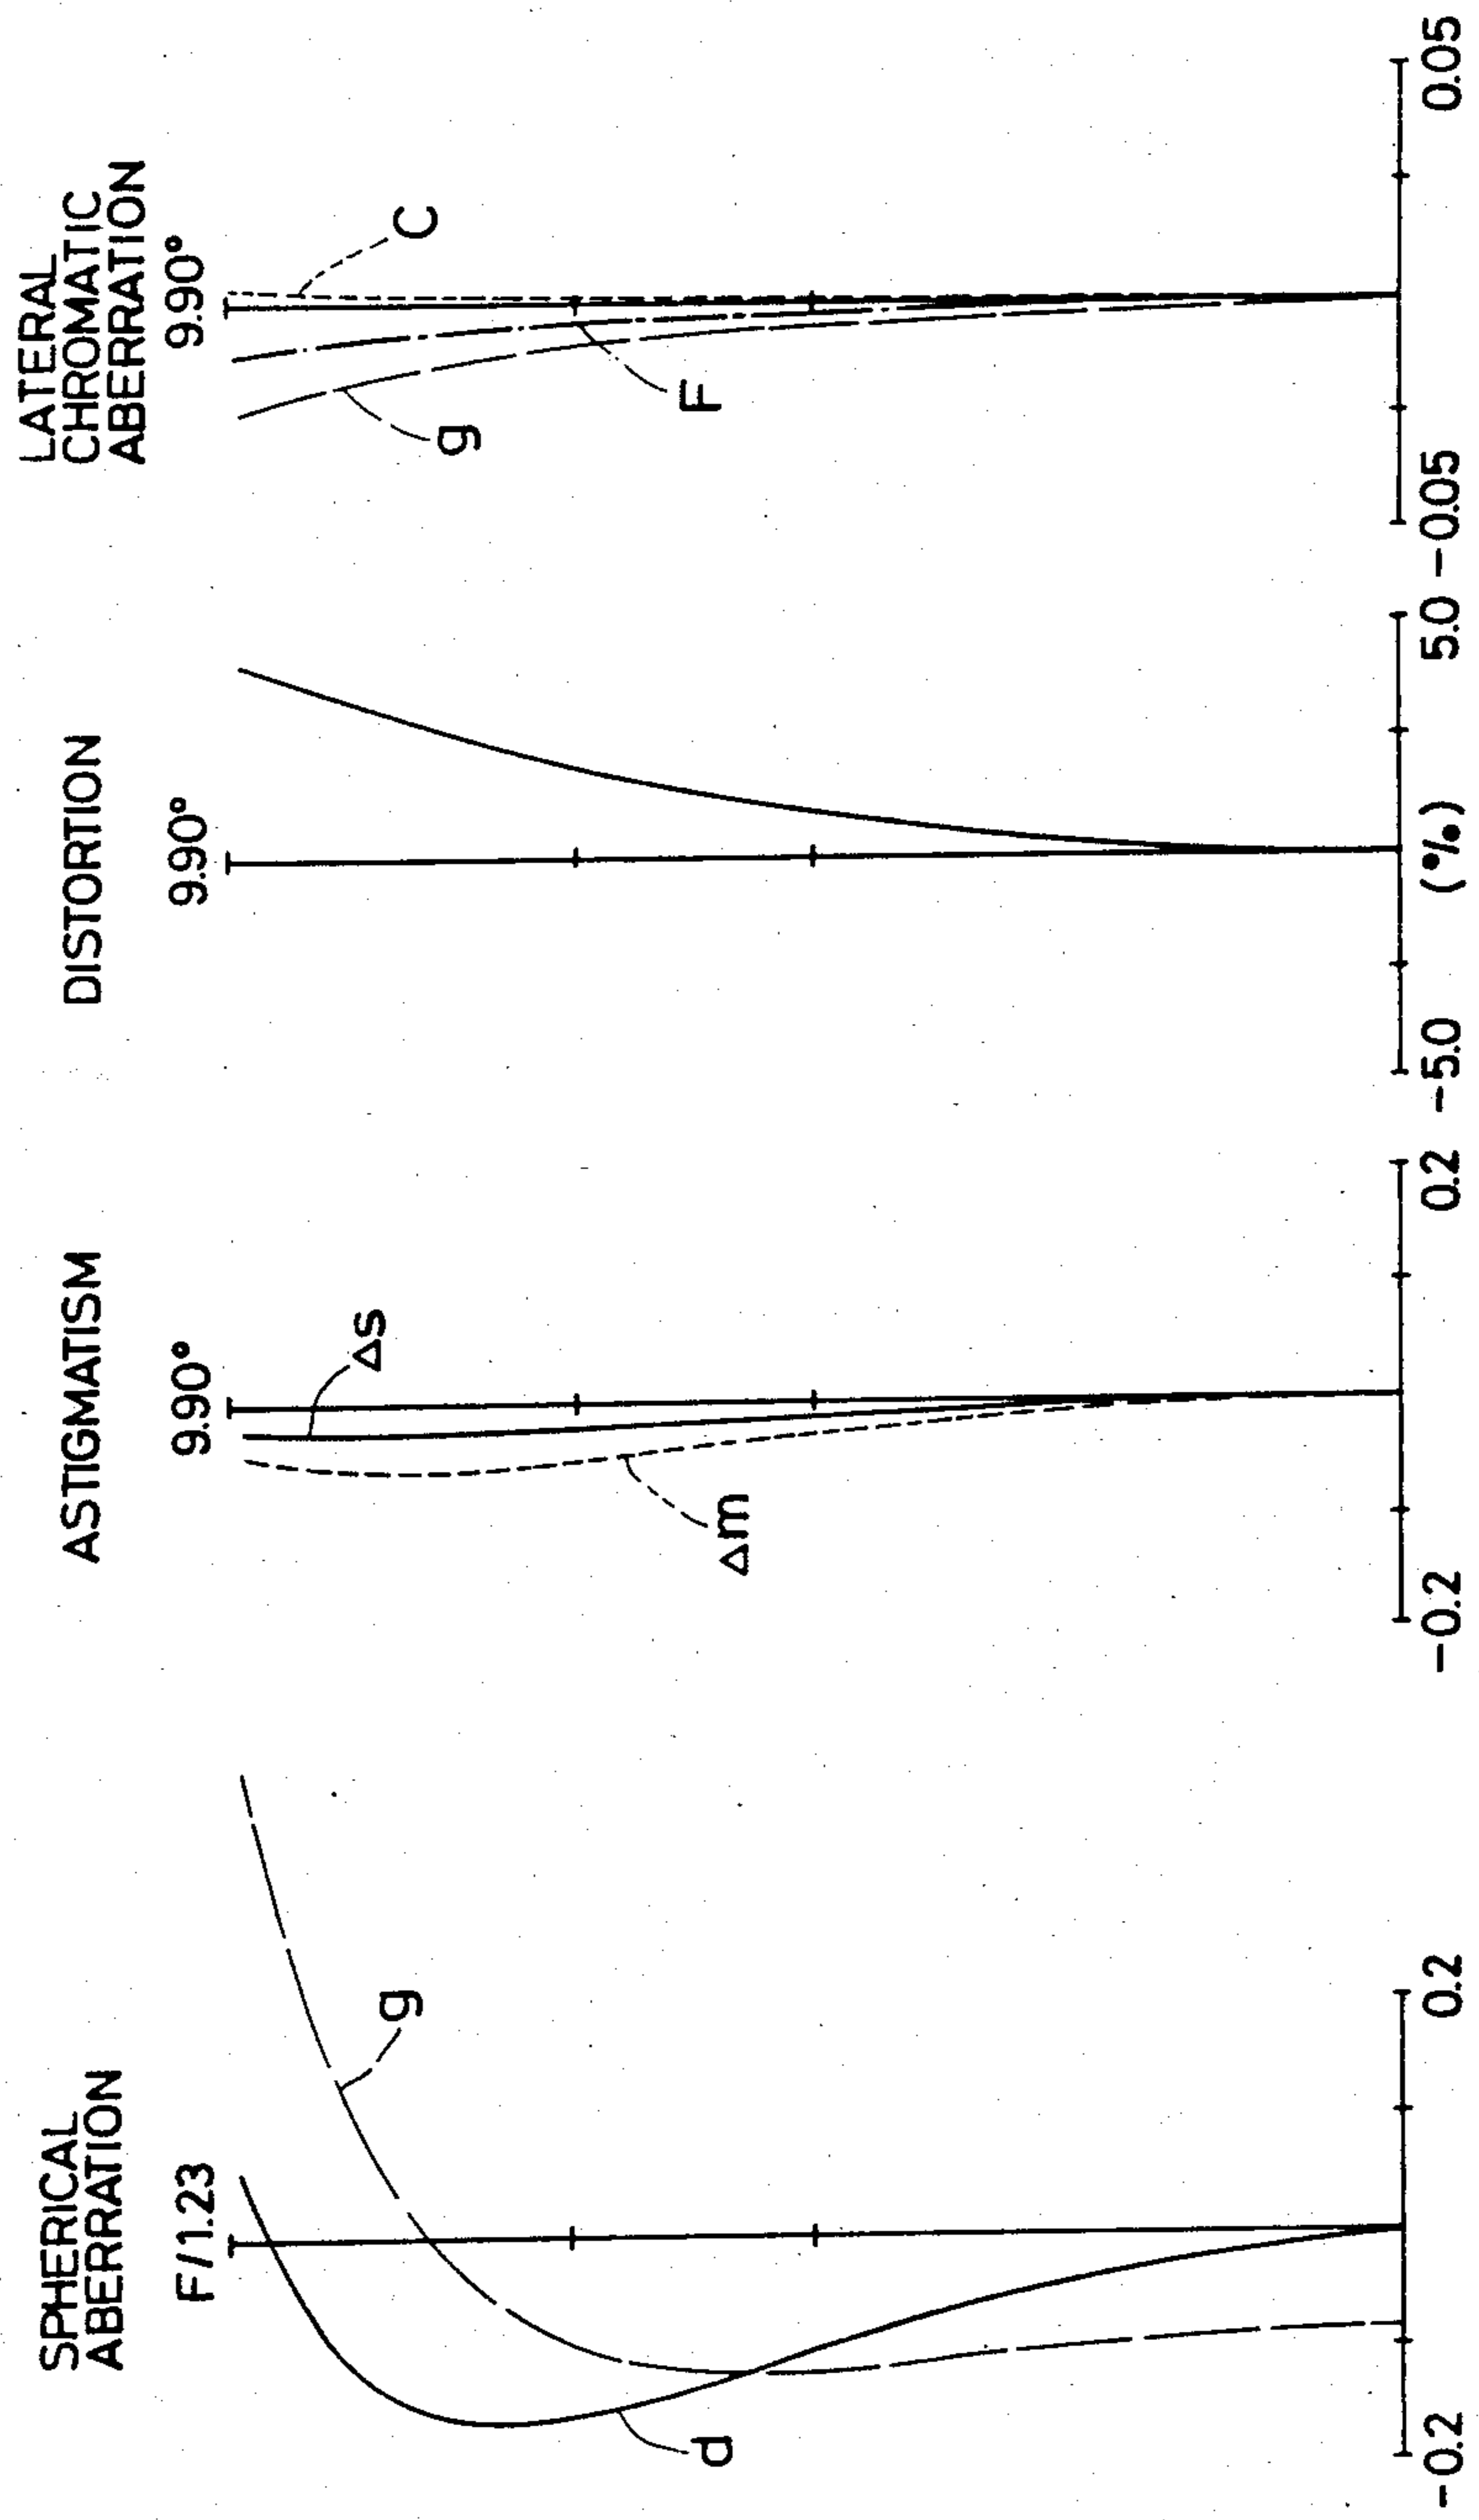 SPHERICAL
ABERRATION
F/1.23
g
d
-0.2
0.2
ASTIGMATISM
9.90°
Δs
Δm
-0.2
0.2
DISTORTION
9.90°
-5.0
(%)
5.0
LATERAL
CHROMATIC
ABERRATION
9.90°
C
g
F
-0.05
0.05